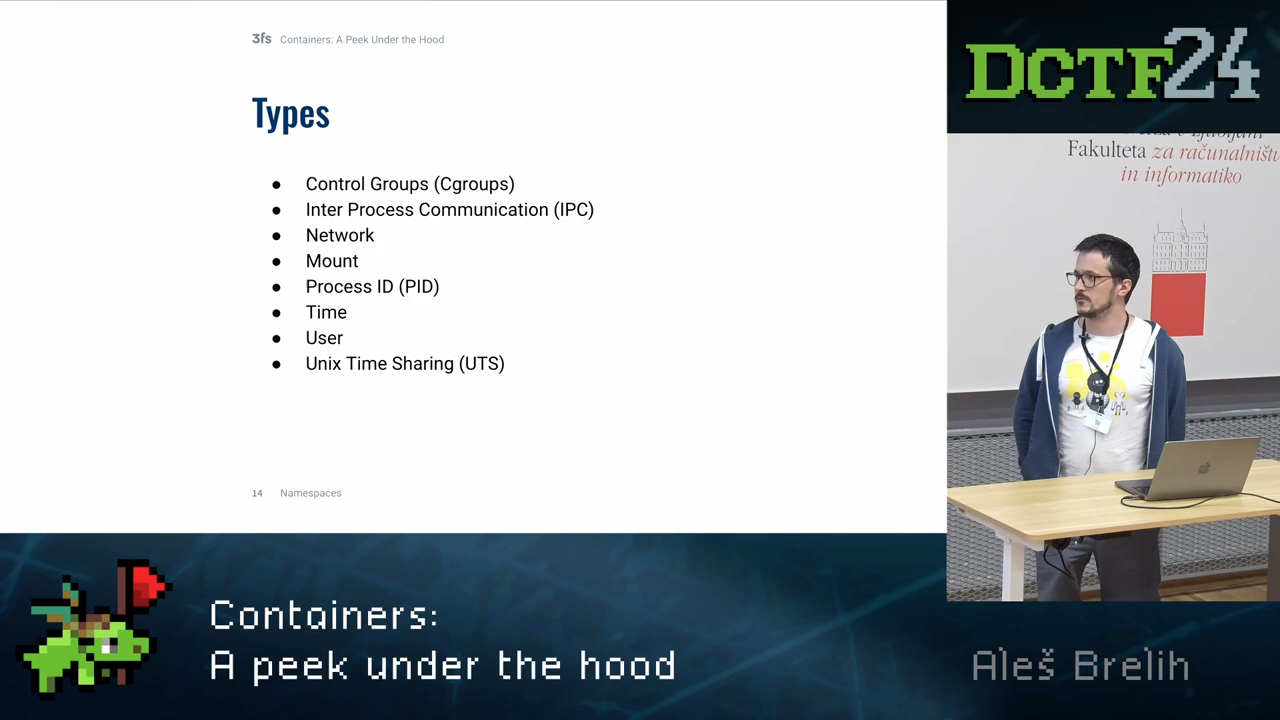 3fs Containers: A Peek Under the Hood
Types
● Control Groups (Cgroups)
● Inter Process Communication (IPC)
● Network
● Mount
● Process ID (PID)
● Time
● User
● Unix Time Sharing (UTS)
14 Namespaces
DCTF24
Fakulteta za računalništvo
in informatiko
Containers:
A peek under the hood
Aleš Brelih